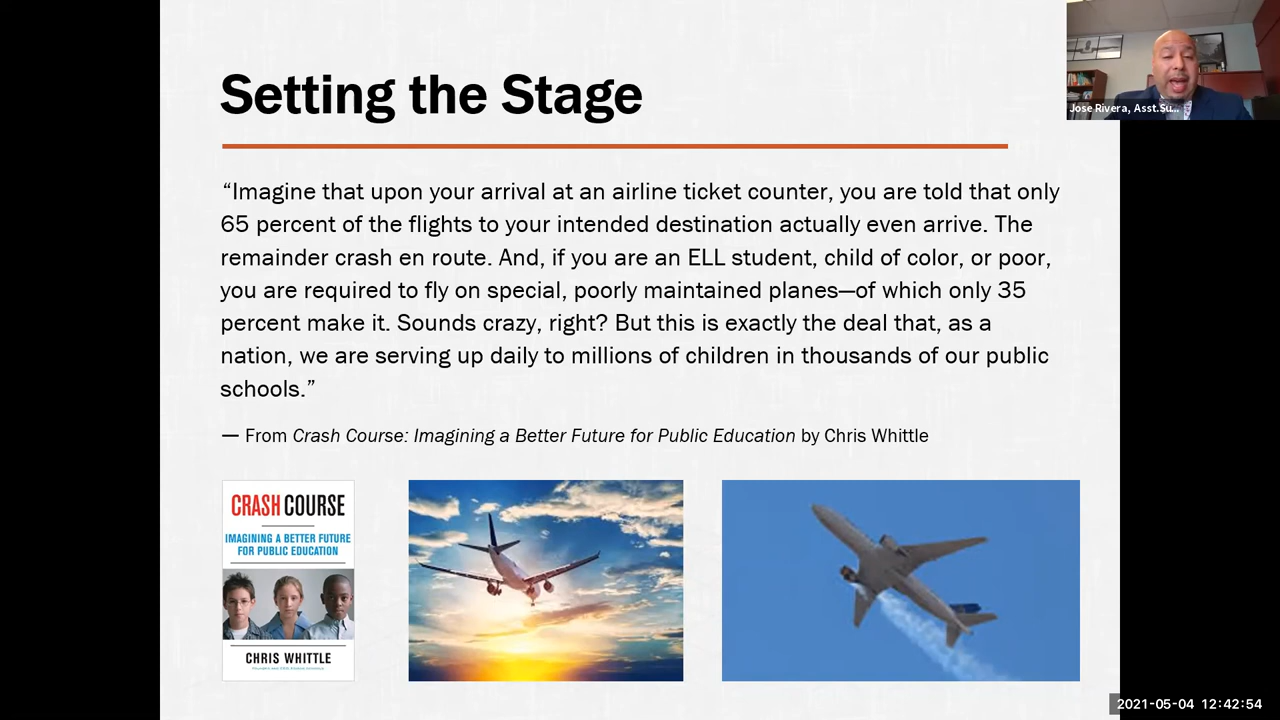 Setting the Stage
Jose Rivera, Asst.Su...
“Imagine that upon your arrival at an airline ticket counter, you are told that only
65 percent of the flights to your intended destination actually even arrive. The
remainder crash en route. And, if you are an ELL student, child of color, or poor,
you are required to fly on special, poorly maintained planes—of which only 35
percent make it. Sounds crazy, right? But this is exactly the deal that, as a
nation, we are serving up daily to millions of children in thousands of our public
schools.”
— From Crash Course: Imagining a Better Future for Public Education by Chris Whittle
CRASH COURSE
IMAGINING A BETTER FUTURE
FOR PUBLIC EDUCATION
CHRIS WHITTLE
2021-05-04 12:42:54